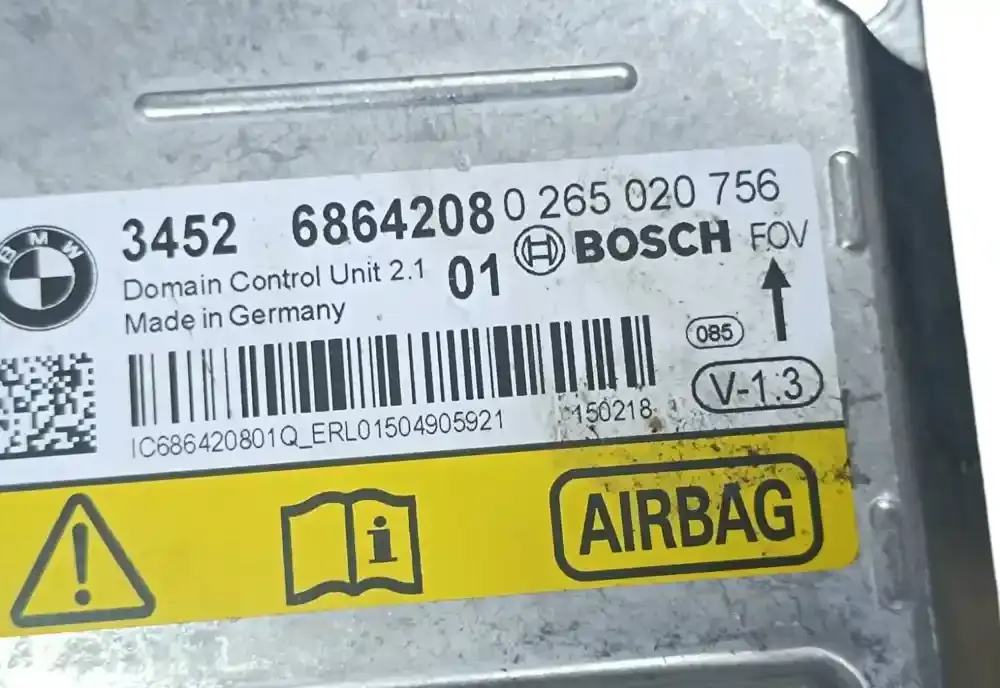 BMW
3452 6864208 0 265 020 756
Domain Control Unit 2.1 01 BOSCH FOV
Made in Germany
085
V-1.3
IC686420801Q_ERL01504905921 150218
i
AIRBAG